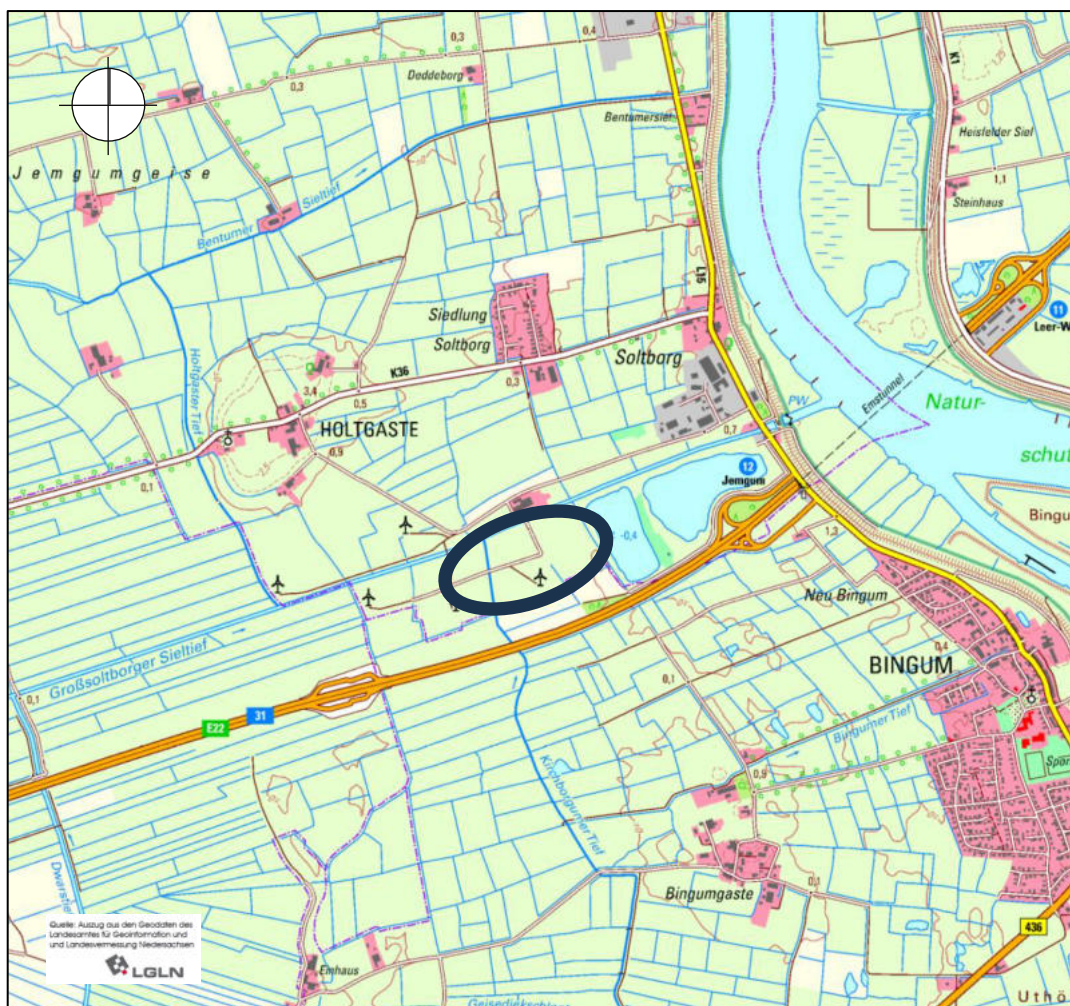 0,3
0,4
K1
Deddeborg
0,3
Bentumersiel
Heisfelder Siel
Jemgumgeise
1,1
Steinhaus
Bentumer Sieltief
L15
11
Siedlung
Soltborg
Leer-W
Soltborg
Holtgaster Tief
K36
0,3
3,4
0,5
Emstunnel
PW
Natur-
HOLTGASTE
0,7
0,9
schut
0,1
12
Jemgum
Bingu
-0,4
1,3
Neu Bingum
Großsoltborger Sieltief
0,4
BINGUM
0,1
0,1
E22
31
Bingumer Tief
Spor
0,9
Kirchborgumer Tief
Dwarstief
Bingumgaste
0,1
436
Quelle: Auszug aus den Geodaten des
Landesamtes für Geoinformation und
und Landesvermessung Niedersachsen
LGLN
Emhaus
Uthö